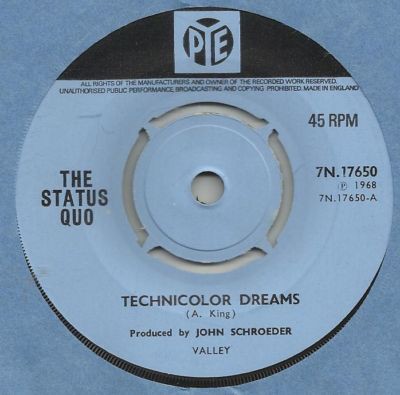 PYE
ALL RIGHTS OF THE MANUFACTURERS AND OWNER OF THE RECORDED WORK RESERVED.
UNAUTHORISED PUBLIC PERFORMANCE, BROADCASTING AND COPYING PROHIBITED. MADE IN ENGLAND
45 RPM
THE
STATUS
QUO
7N.17650
Ⓟ 1968
7N.17650-A
TECHNICOLOR DREAMS
(A. King)
Produced by JOHN SCHROEDER
VALLEY